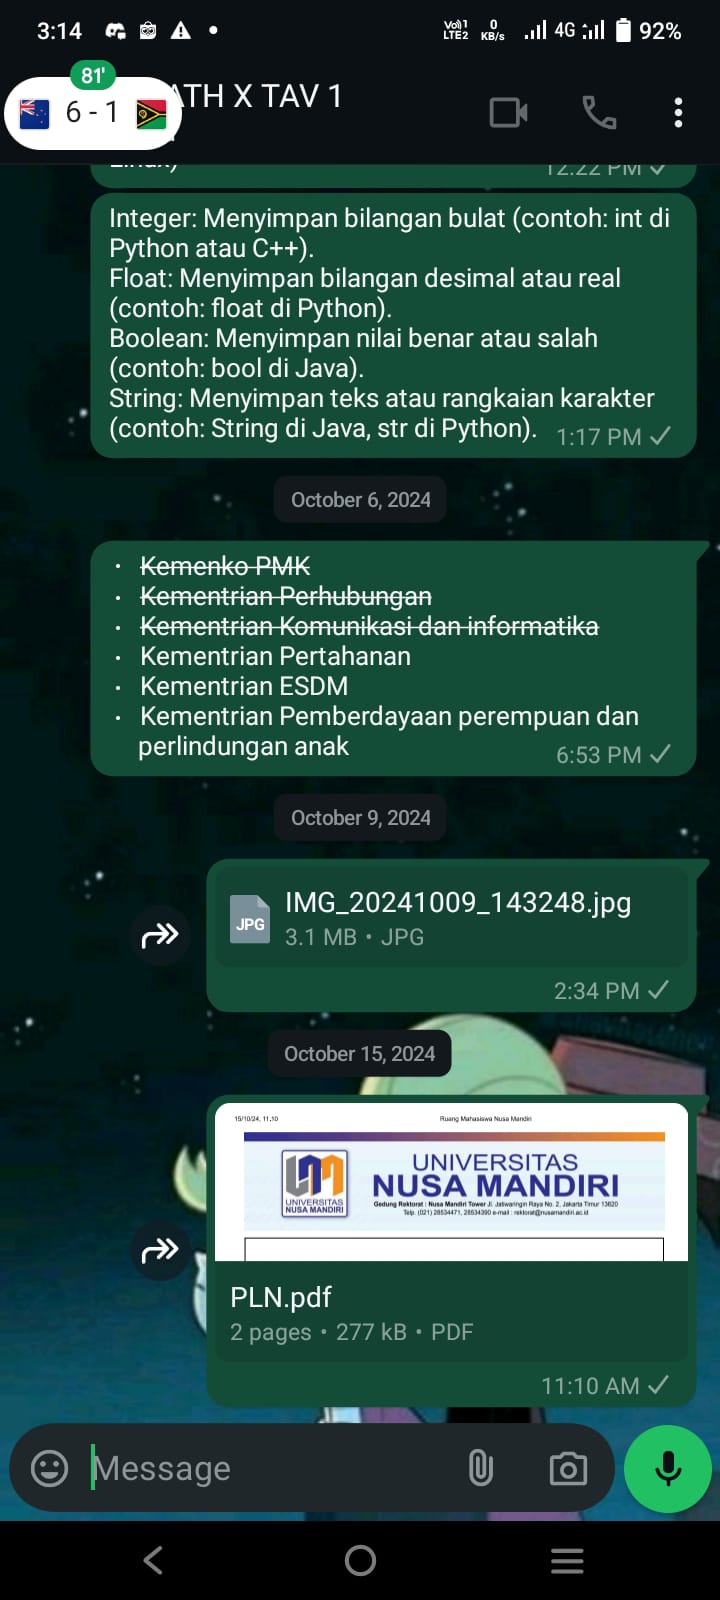 3:14
Vo))1
LTE2
0
KB/s
4G
92%
81'
6 - 1
ATH X TAV 1
12:22 PM
Integer: Menyimpan bilangan bulat (contoh: int di
Python atau C++).
Float: Menyimpan bilangan desimal atau real
(contoh: float di Python).
Boolean: Menyimpan nilai benar atau salah
(contoh: bool di Java).
String: Menyimpan teks atau rangkaian karakter
(contoh: String di Java, str di Python).
1:17 PM
October 6, 2024
• Kemenko PMK
• Kementrian Perhubungan
• Kementrian Komunikasi dan informatika
• Kementrian Pertahanan
• Kementrian ESDM
• Kementrian Pemberdayaan perempuan dan
perlindungan anak
6:53 PM
October 9, 2024
JPG
IMG_20241009_143248.jpg
3.1 MB • JPG
2:34 PM
October 15, 2024
15/10/24, 11.10
Ruang Mahasiswa Nusa Mandiri
UNIVERSITAS
NUSA MANDIRI
UNIVERSITAS
NUSA MANDIRI
Gedung Rektorat : Nusa Mandiri Tower Jl. Jatiwaringin Raya No. 2, Jakarta Timur 13620
Telp. (021) 28534471, 28534390 e-mail : rektorat@nusamandiri.ac.id
PLN.pdf
2 pages • 277 kB • PDF
11:10 AM
Message